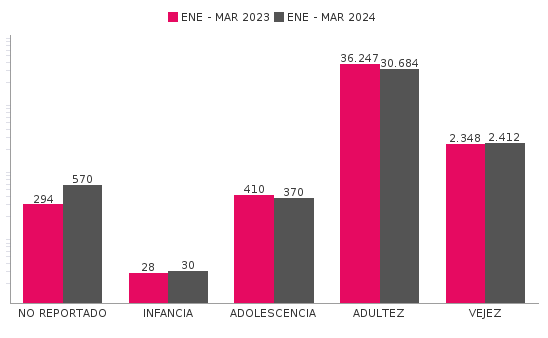 ENE - MAR 2023 ENE - MAR 2024
294 570 28 30 410 370 36.247 30.684 2.348 2.412
NO REPORTADO INFANCIA ADOLESCENCIA ADULTEZ VEJEZ